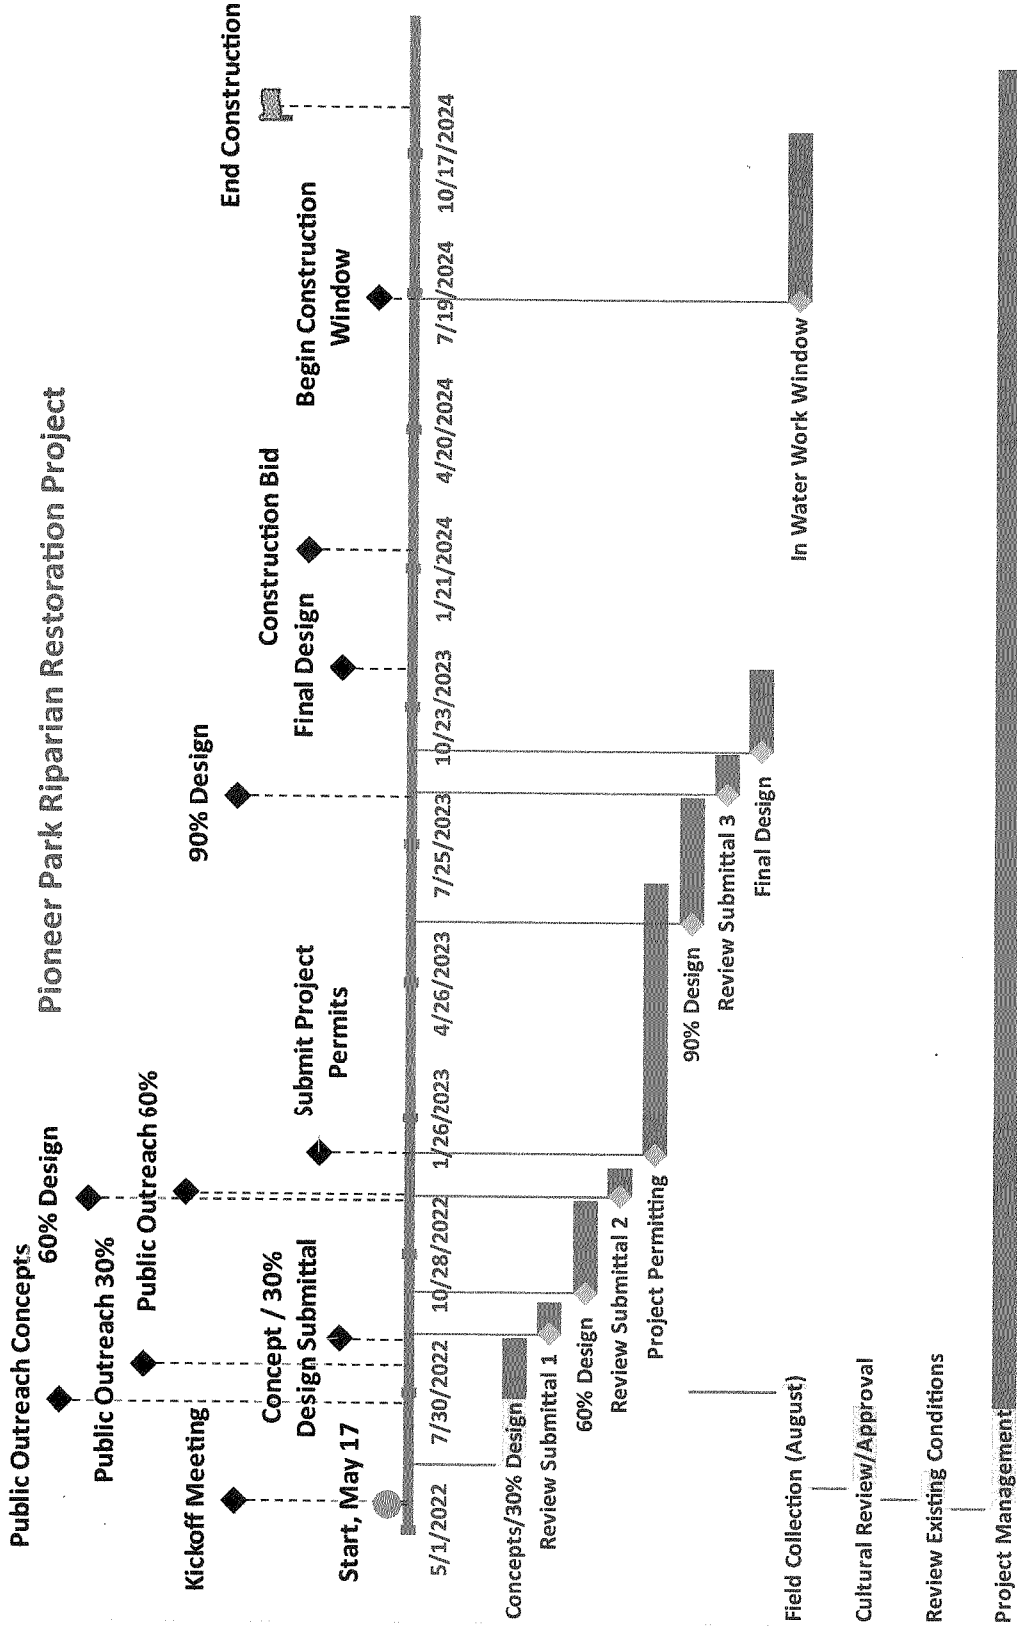 Pioneer Park Riparian Restoration Project
Public Outreach Concepts
60% Design
Public Outreach 30%
Public Outreach 60%
Kickoff Meeting
Concept / 30%
Design Submittal
Start, May 17
Submit Project
Permits
90% Design
Final Design
Construction Bid
Begin Construction
Window
End Construction
5/1/2022
7/30/2022
10/28/2022
1/26/2023
4/26/2023
7/25/2023
10/23/2023
1/21/2024
4/20/2024
7/19/2024
10/17/2024
Concepts/30% Design
Review Submittal 1
60% Design
Review Submittal 2
Project Permitting
90% Design
Review Submittal 3
Final Design
In Water Work Window
Field Collection (August)
Cultural Review/Approval
Review Existing Conditions
Project Management